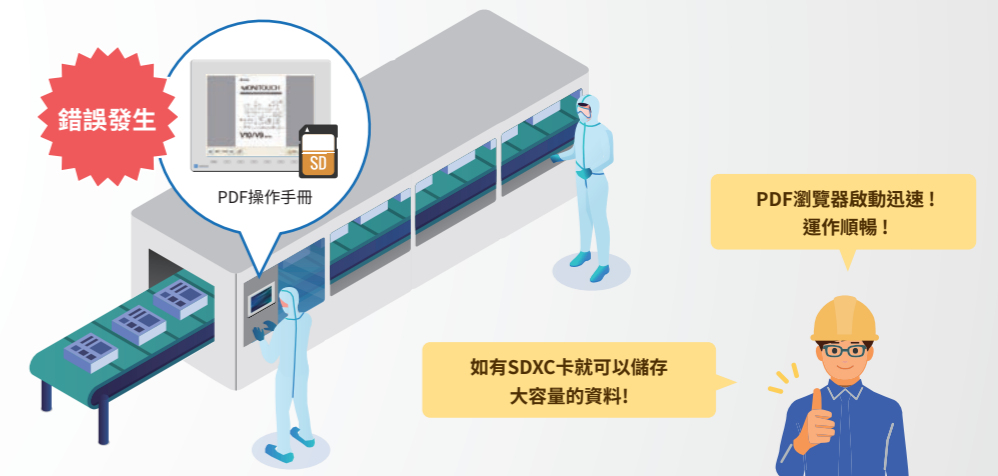 錯誤發生
MONITOUCH
V10/V9
SD
PDF操作手冊
PDF瀏覽器啟動迅速!
運作順暢!
如有SDXC卡就可以儲存
大容量的資料!